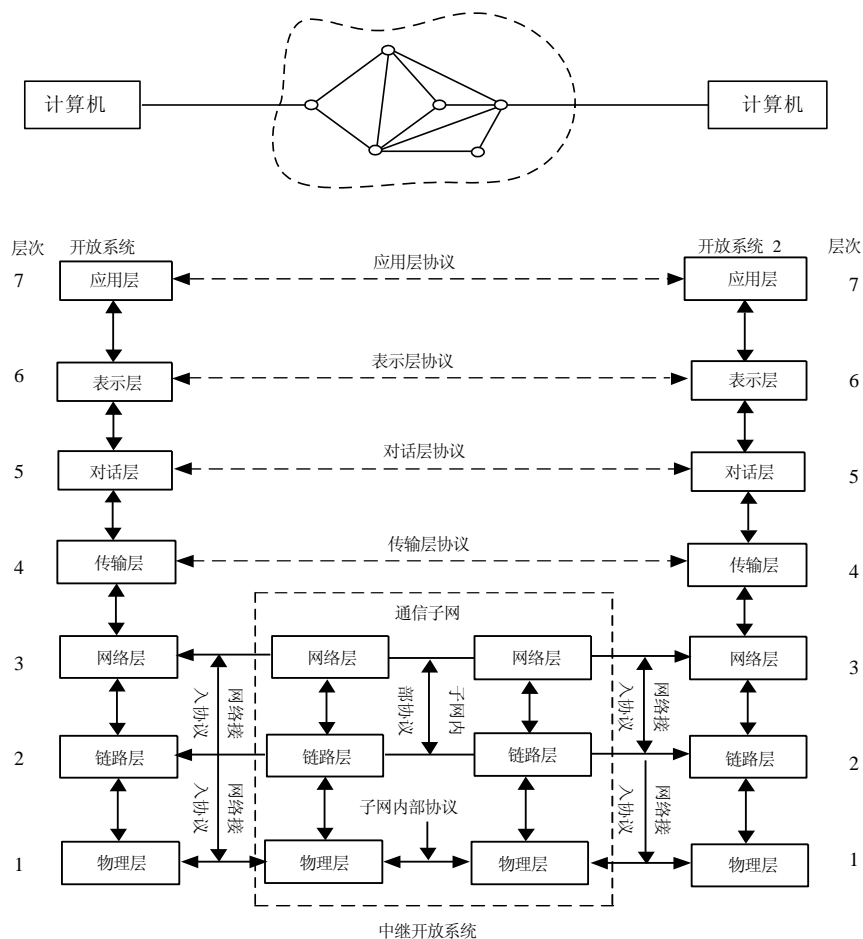 计算机
计算机
层次 开放系统 开放系统 2 层次
7 应用层 应用层协议 应用层 7
6 表示层 表示层协议 表示层 6
5 对话层 对话层协议 对话层 5
4 传输层 传输层协议 传输层 4
通信子网
3 网络层 网络层 网络层 网络层 3
网络接
入协议
子网内
部协议
网络接
入协议
2 链路层 链路层 链路层 链路层 2
网络接
入协议
子网内部协议
网络接
入协议
1 物理层 物理层 物理层 物理层 1
中继开放系统